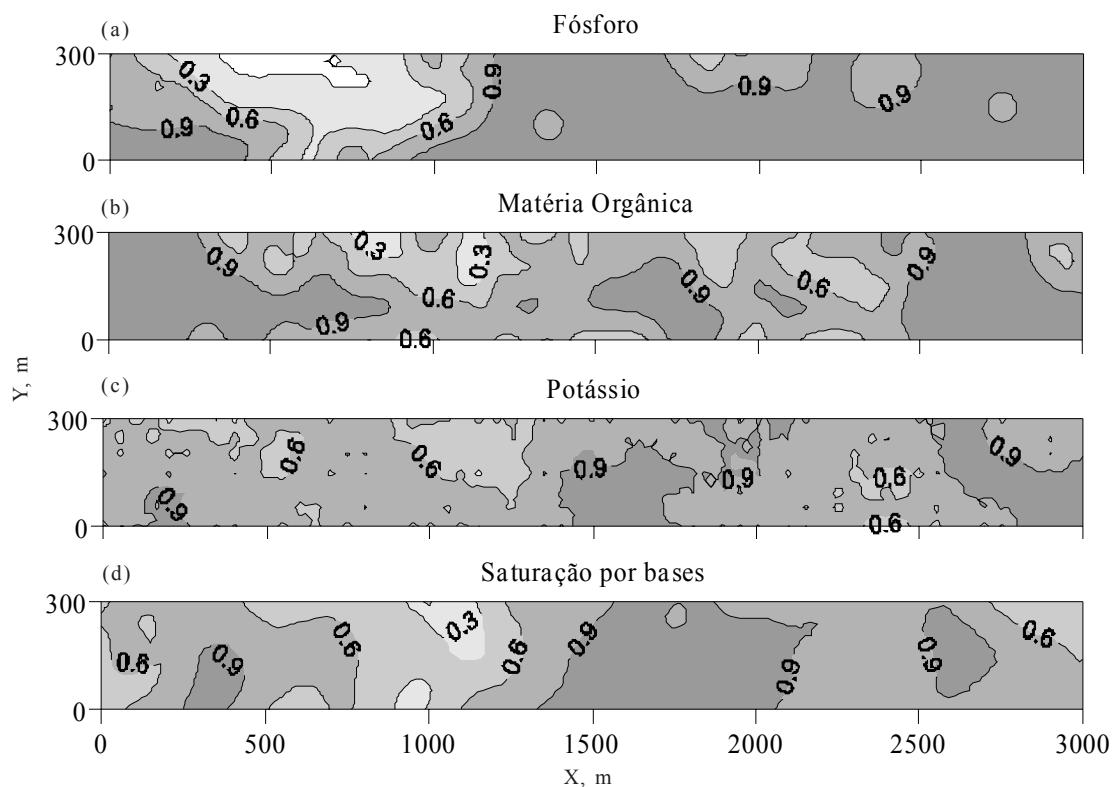 (a) Fósforo
300
0
0.3 0.6 0.9 0.6 0.9 0.9 0.9
(b) Matéria Orgânica
300
0
0.9 0.9 0.3 0.6 0.6 0.3 0.9 0.6 0.9
Y, m
(c) Potássio
300
0
0.9 0.6 0.6 0.9 0.9 0.6 0.6 0.9
(d) Saturação por bases
300
0
0.6 0.9 0.6 0.3 0.6 0.9 0.9 0.9 0.6
0 500 1000 1500 2000 2500 3000
X, m